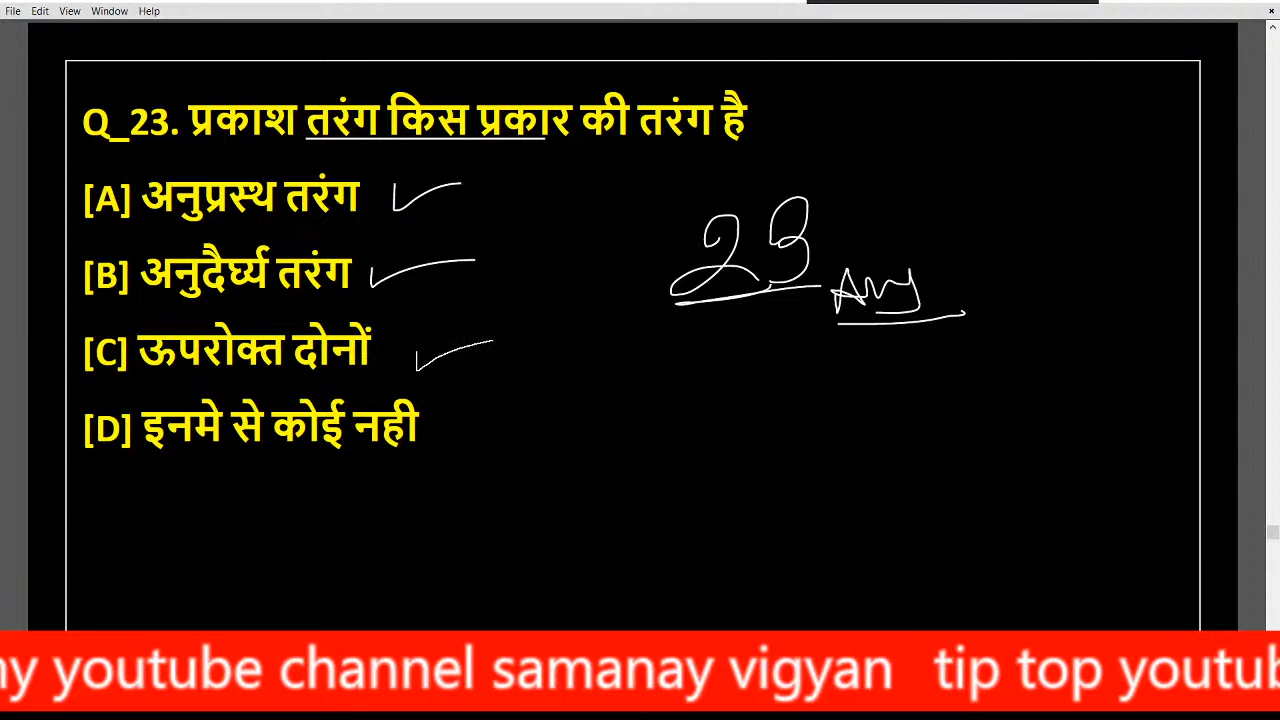 File Edit View Window Help
Q_23. प्रकाश तरंग किस प्रकार की तरंग है
[A] अनुप्रस्थ तरंग
[B] अनुदैर्घ्य तरंग
[C] ऊपरोक्त दोनों
[D] इनमे से कोई नही
23
ny youtube channel samanay vigyan tip top youtub